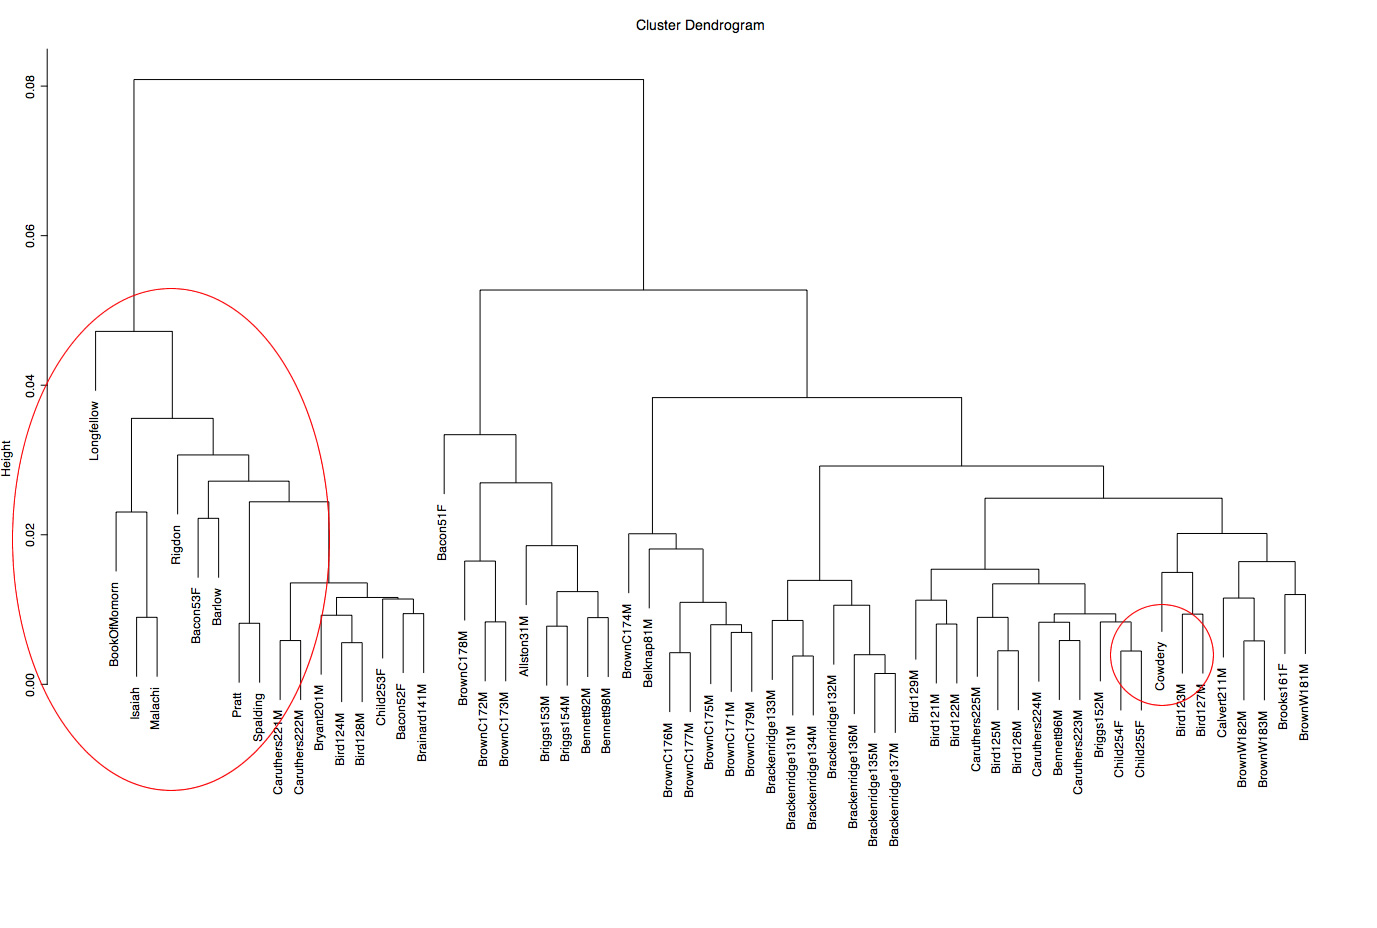 Cluster Dendrogram
Height
0.08
0.06
0.04
0.02
0.00
Longfellow
BookOfMomorn
Isaiah
Malachi
Rigdon
Bacon53F
Barlow
Pratt
Spalding
Caruthers221M
Caruthers222M
Bryant201M
Bird124M
Bird128M
Child253F
Bacon52F
Brainard141M
Bacon51F
BrownC178M
BrownC172M
BrownC173M
Allston31M
Briggs153M
Briggs154M
Bennett92M
Bennett98M
BrownC174M
Belknap81M
BrownC176M
BrownC177M
BrownC175M
BrownC171M
BrownC179M
Brackenridge133M
Brackenridge131M
Brackenridge134M
Brackenridge132M
Brackenridge136M
Brackenridge135M
Brackenridge137M
Bird129M
Bird121M
Bird122M
Caruthers225M
Bird125M
Bird126M
Caruthers224M
Bennett96M
Caruthers223M
Briggs152M
Child254F
Child255F
Cowdery
Bird123M
Bird127M
Calvert211M
BrownW182M
BrownW183M
Brooks161F
BrownW181M